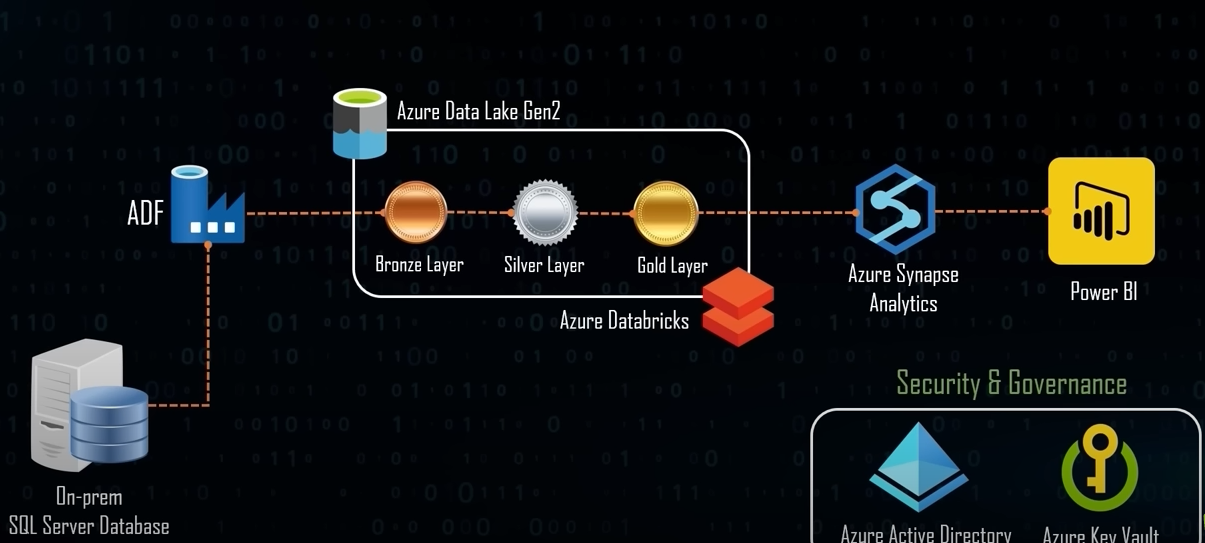 Azure Data Lake Gen2
ADF
Bronze Layer
Silver Layer
Gold Layer
Azure Databricks
Azure Synapse
Analytics
Power BI
On-prem
SQL Server Database
Security & Governance
Azure Active Directory
Azure Key Vault